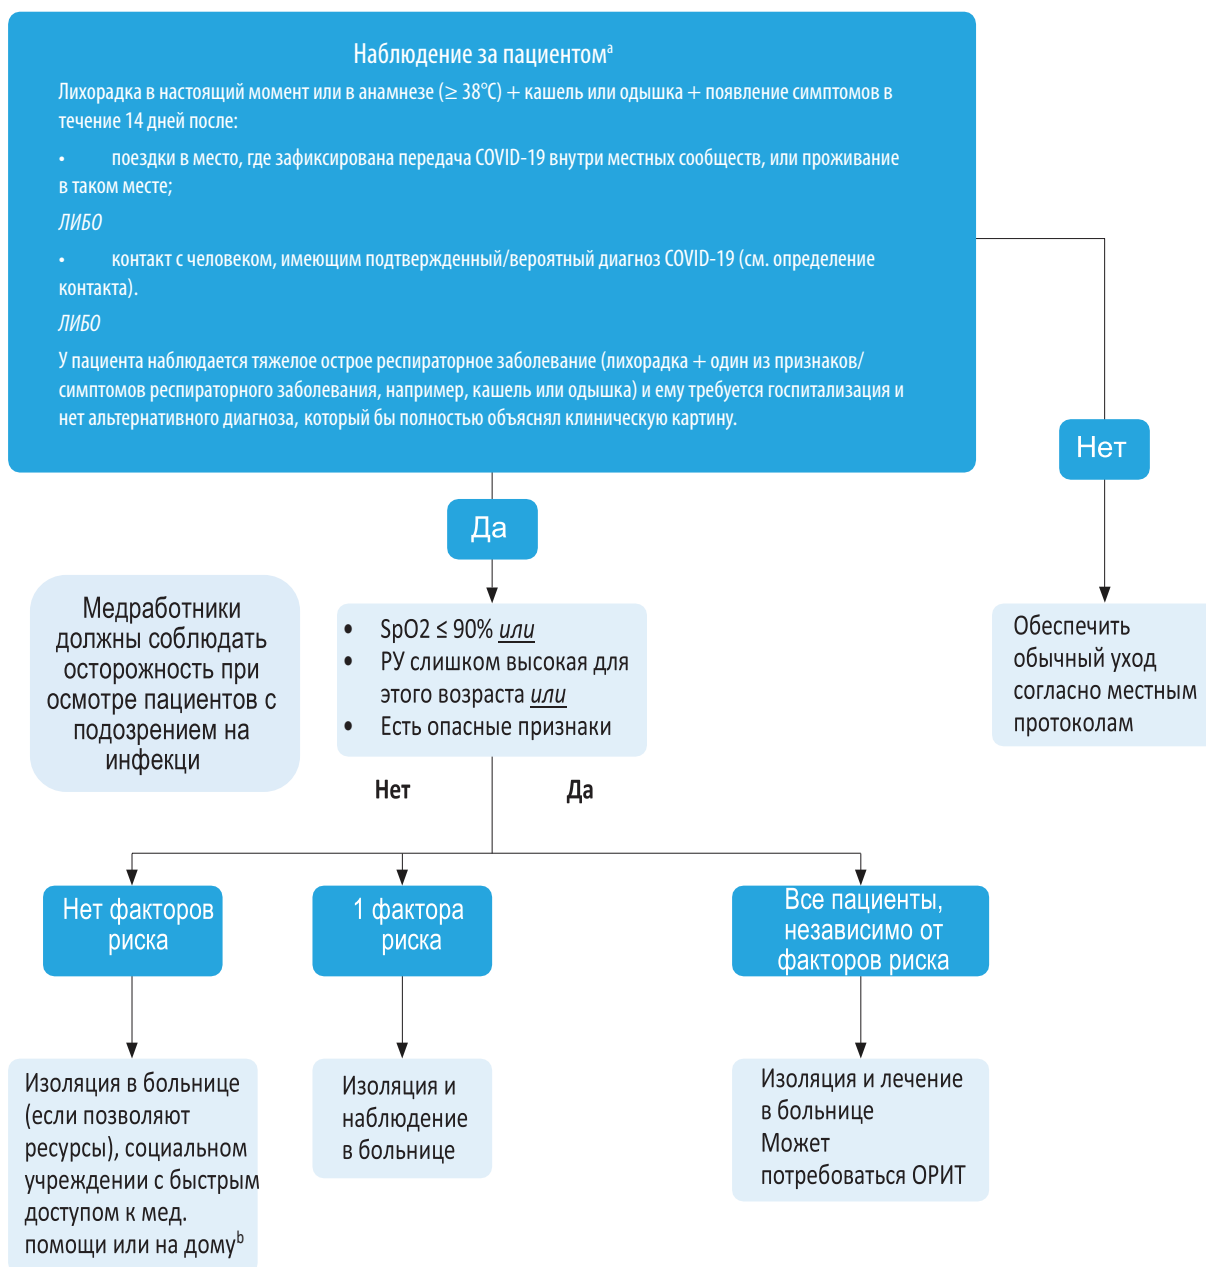 Наблюдение за пациентомª
Лихорадка в настоящий момент или в анамнезе (≥ 38°C) + кашель или одышка + появление симптомов в
течение 14 дней после:
• поездки в место, где зафиксирована передача COVID-19 внутри местных сообществ, или проживание
в таком месте;
ЛИБО
• контакт с человеком, имеющим подтвержденный/вероятный диагноз COVID-19 (см. определение
контакта).
ЛИБО
У пациента наблюдается тяжелое острое респираторное заболевание (лихорадка + один из признаков/
симптомов респираторного заболевания, например, кашель или одышка) и ему требуется госпитализация и
нет альтернативного диагноза, который бы полностью объяснял клиническую картину.
Нет
Да
Медработники
должны соблюдать
осторожность при
осмотре пациентов с
подозрением на
инфекци
• SpO2 ≤ 90% или
• РУ слишком высокая для
этого возраста или
• Есть опасные признаки
Обеспечить
обычный уход
согласно местным
протоколам
Нет
Да
Нет факторов
риска
1 фактора
риска
Все пациенты,
независимо от
факторов риска
Изоляция в больнице
(если позволяют
ресурсы), социальном
учреждении с быстрым
доступом к мед.
помощи или на домуᵇ
Изоляция и
наблюдение
в больнице
Изоляция и лечение
в больнице
Может
потребоваться ОРИТ